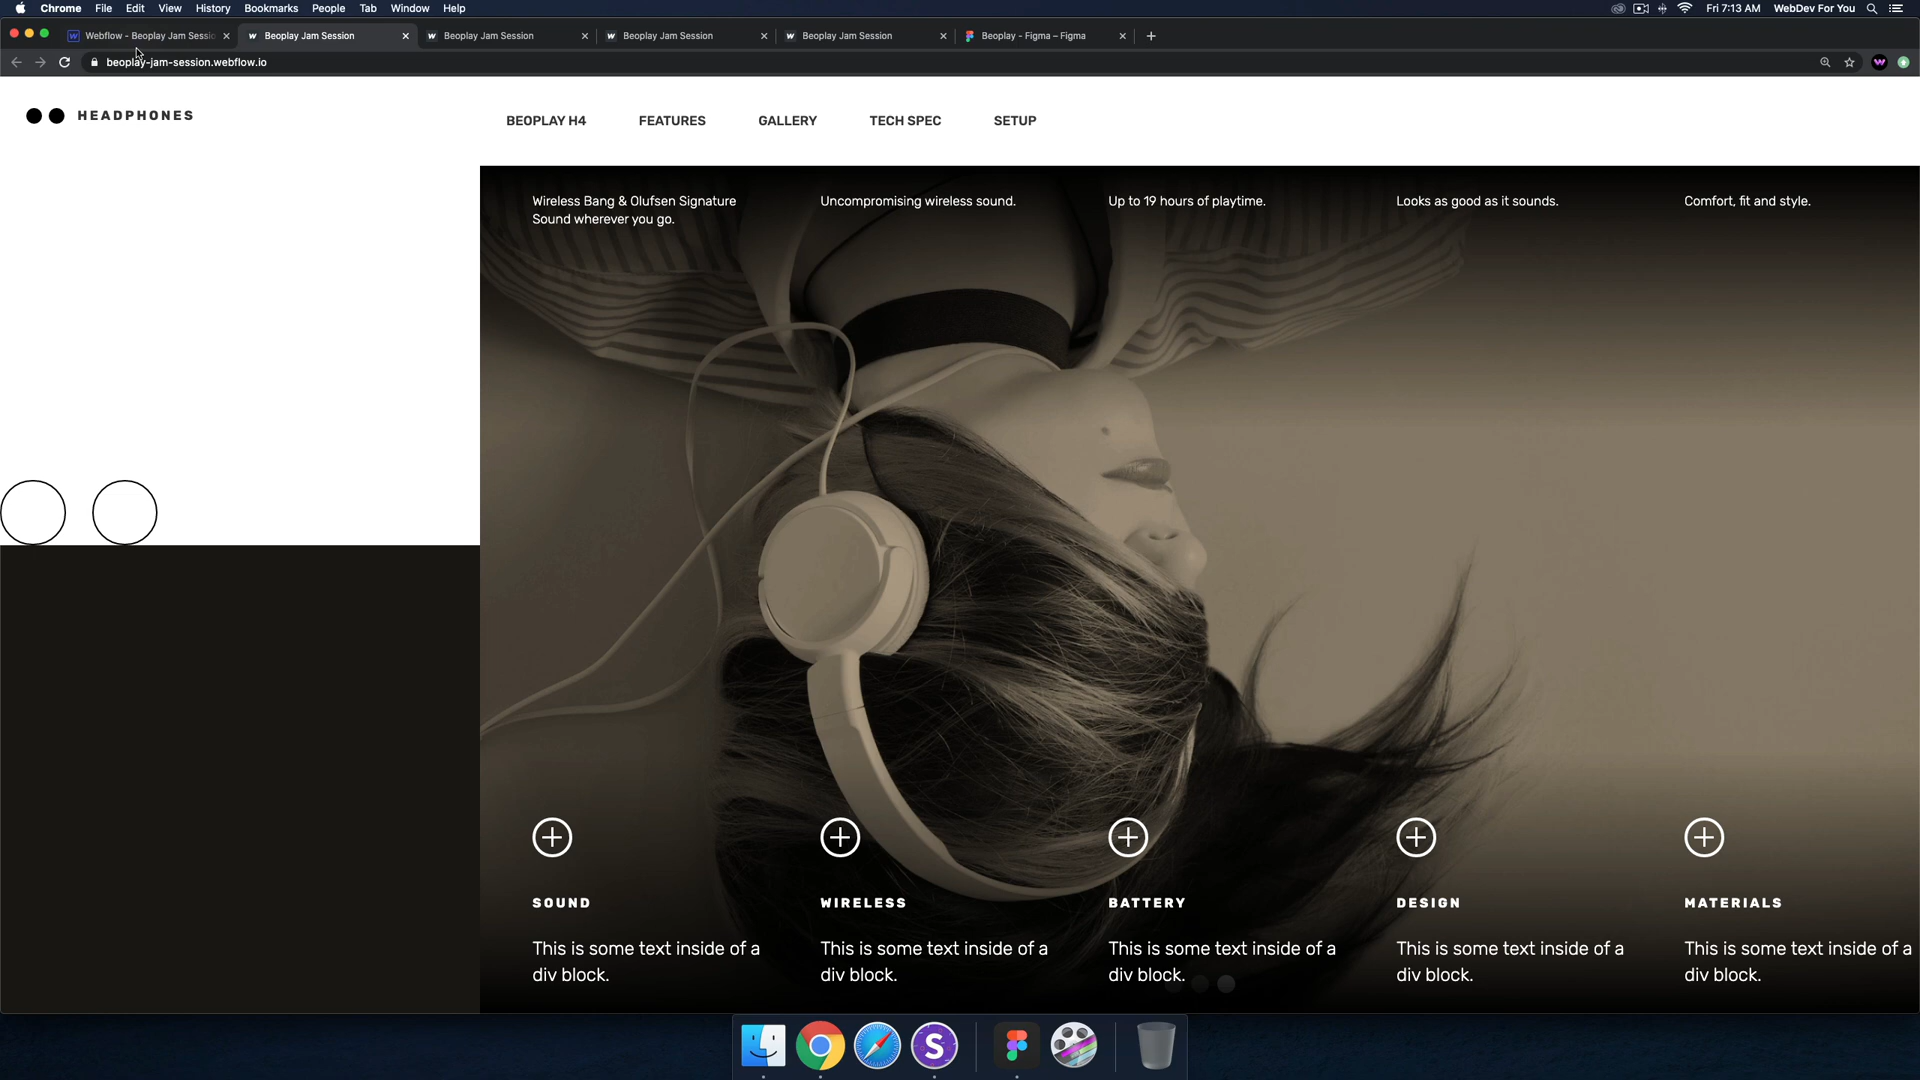 Chrome File Edit View History Bookmarks People Tab Window Help
Fri 7:13 AM WebDev For You
Webflow - Beoplay Jam Sessi
Beoplay Jam Session
Beoplay Jam Session
Beoplay Jam Session
Beoplay Jam Session
Beoplay - Figma – Figma
beoplay-jam-session.webflow.io
HEADPHONES
BEOPLAY H4 FEATURES GALLERY TECH SPEC SETUP
Wireless Bang & Olufsen Signature
Sound wherever you go.
Uncompromising wireless sound.
Up to 19 hours of playtime.
Looks as good as it sounds.
Comfort, fit and style.
SOUND
This is some text inside of a
div block.
WIRELESS
This is some text inside of a
div block.
BATTERY
This is some text inside of a
div block.
DESIGN
This is some text inside of a
div block.
MATERIALS
This is some text inside of a
div block.
S